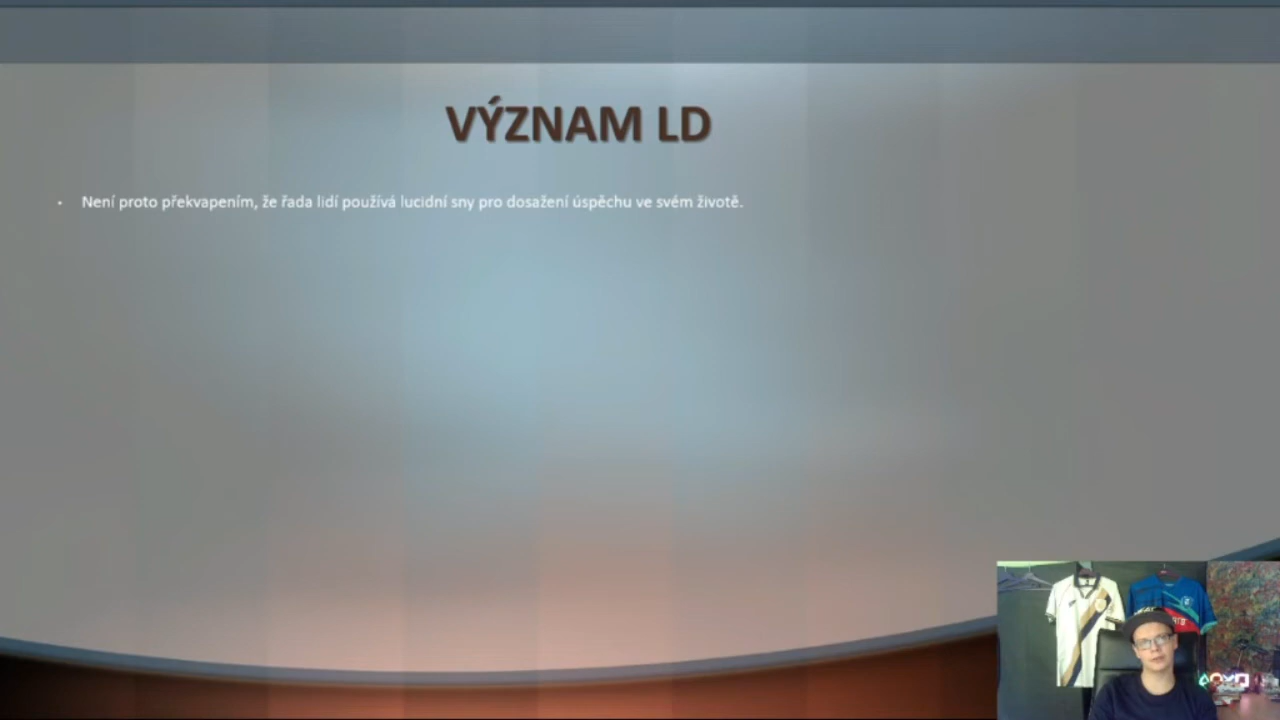 VÝZNAM LD
• Není proto překvapením, že řada lidí používá lucidní sny pro dosažení úspěchu ve svém životě.